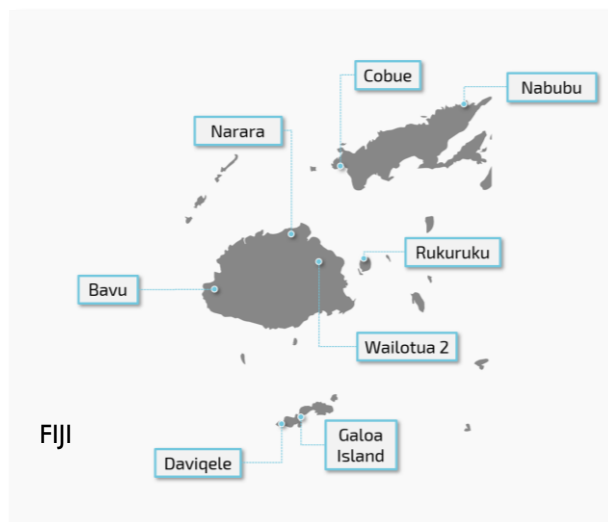 Cobue
Nabubu
Narara
Rukuruku
Bavu
Wailotua 2
FIJI
Galoa
Island
Daviqele